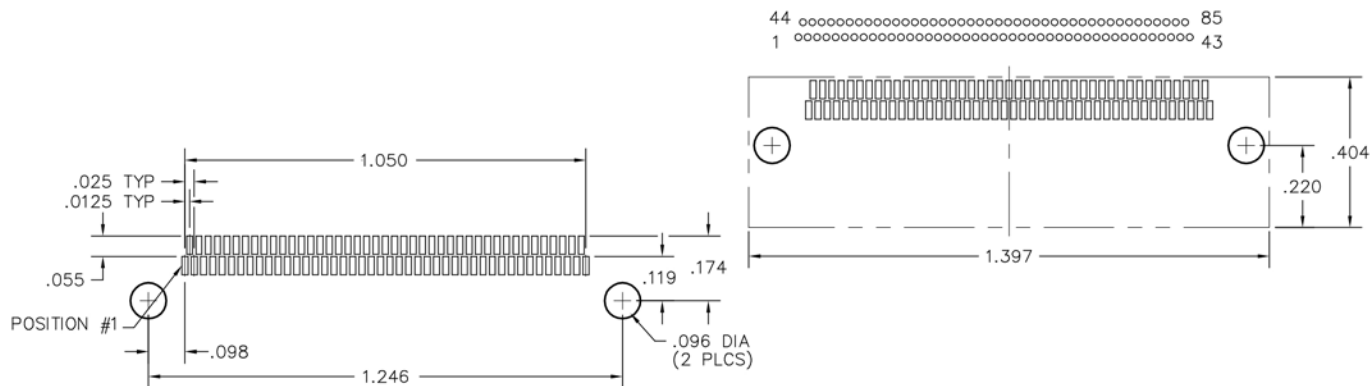 44 85
1 43
1.050
.025 TYP
.0125 TYP
.404
.220
.055
.119 .174
1.397
POSITION #1
.098
.096 DIA
(2 PLCS)
1.246